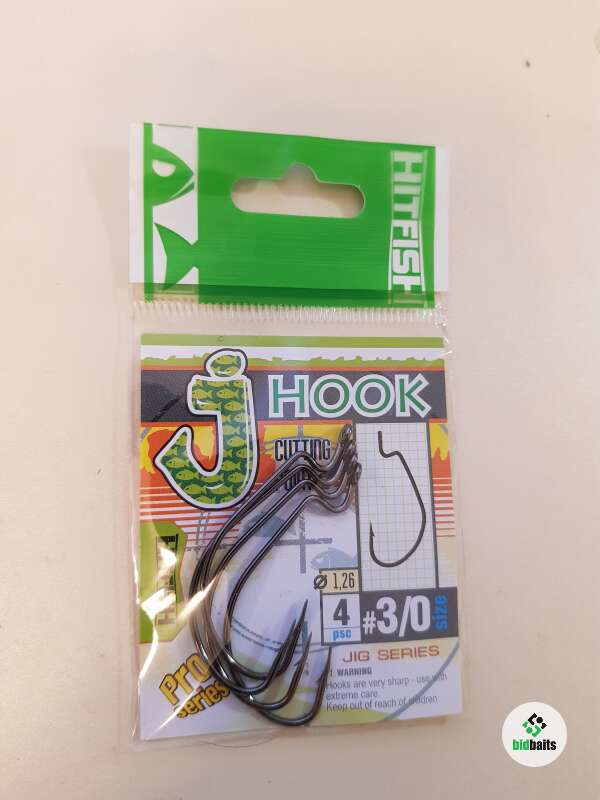 HITFISH
j HOOK
CUTTING
Ø 1,26
4
psc
#3/0
size
Pro
series
JIG SERIES
! WARNING
Hooks are very sharp - use with
extreme care.
Keep out of reach of children
bidbaits